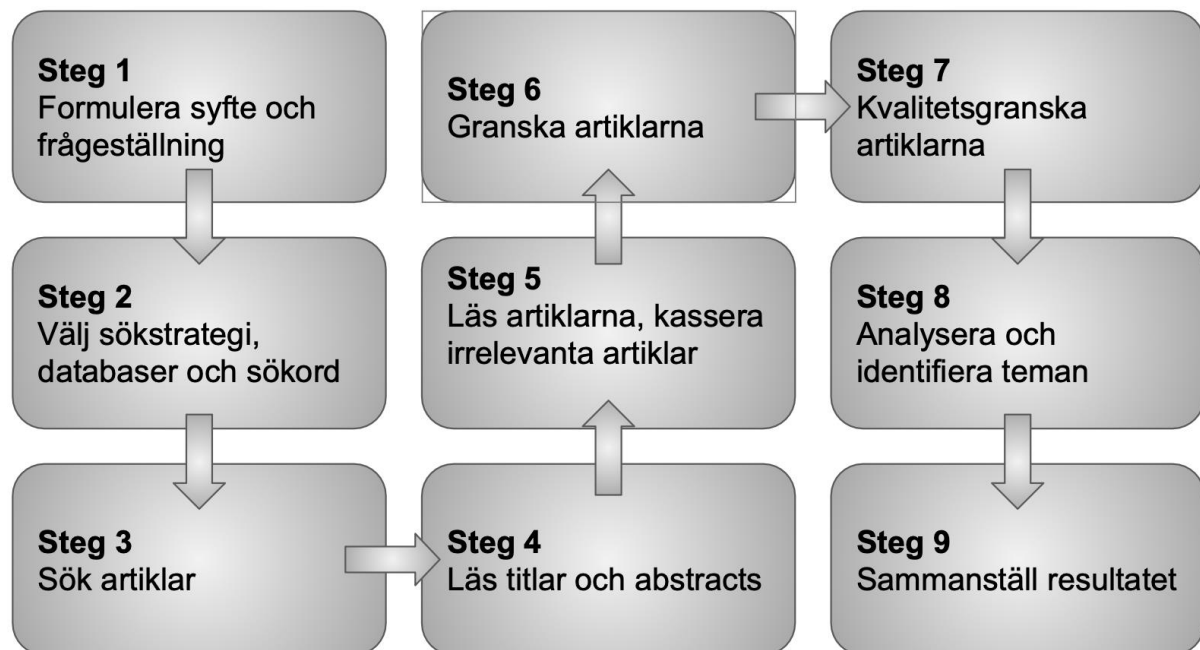 Steg 1
Formulera syfte och
frågeställning
Steg 2
Välj sökstrategi,
databaser och sökord
Steg 3
Sök artiklar
Steg 4
Läs titlar och abstracts
Steg 5
Läs artiklarna, kassera
irrelevanta artiklar
Steg 6
Granska artiklarna
Steg 7
Kvalitetsgranska
artiklarna
Steg 8
Analysera och
identifiera teman
Steg 9
Sammanställ resultatet